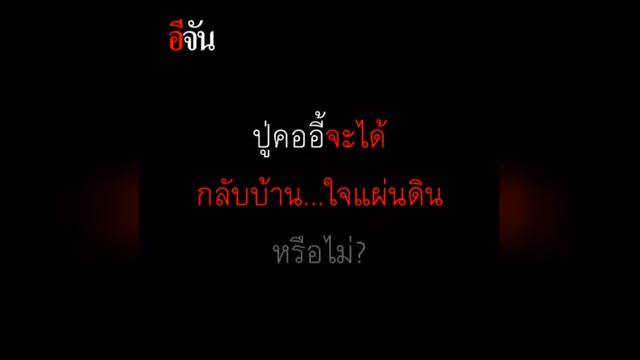 อีจัน
ปู่คออี้จะได้
กลับบ้าน...ใจแผ่นดิน
หรือไม่?